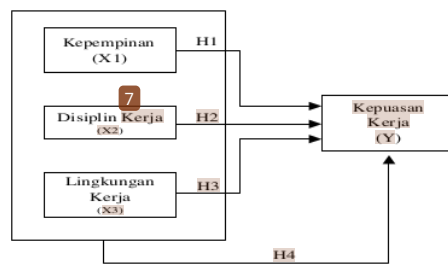 Kepempinan
(X1)
H1
7
Disiplin Kerja
(X2)
H2
Kepuasan
Kerja
(Y)
Lingkungan
Kerja
(X3)
H3
H4